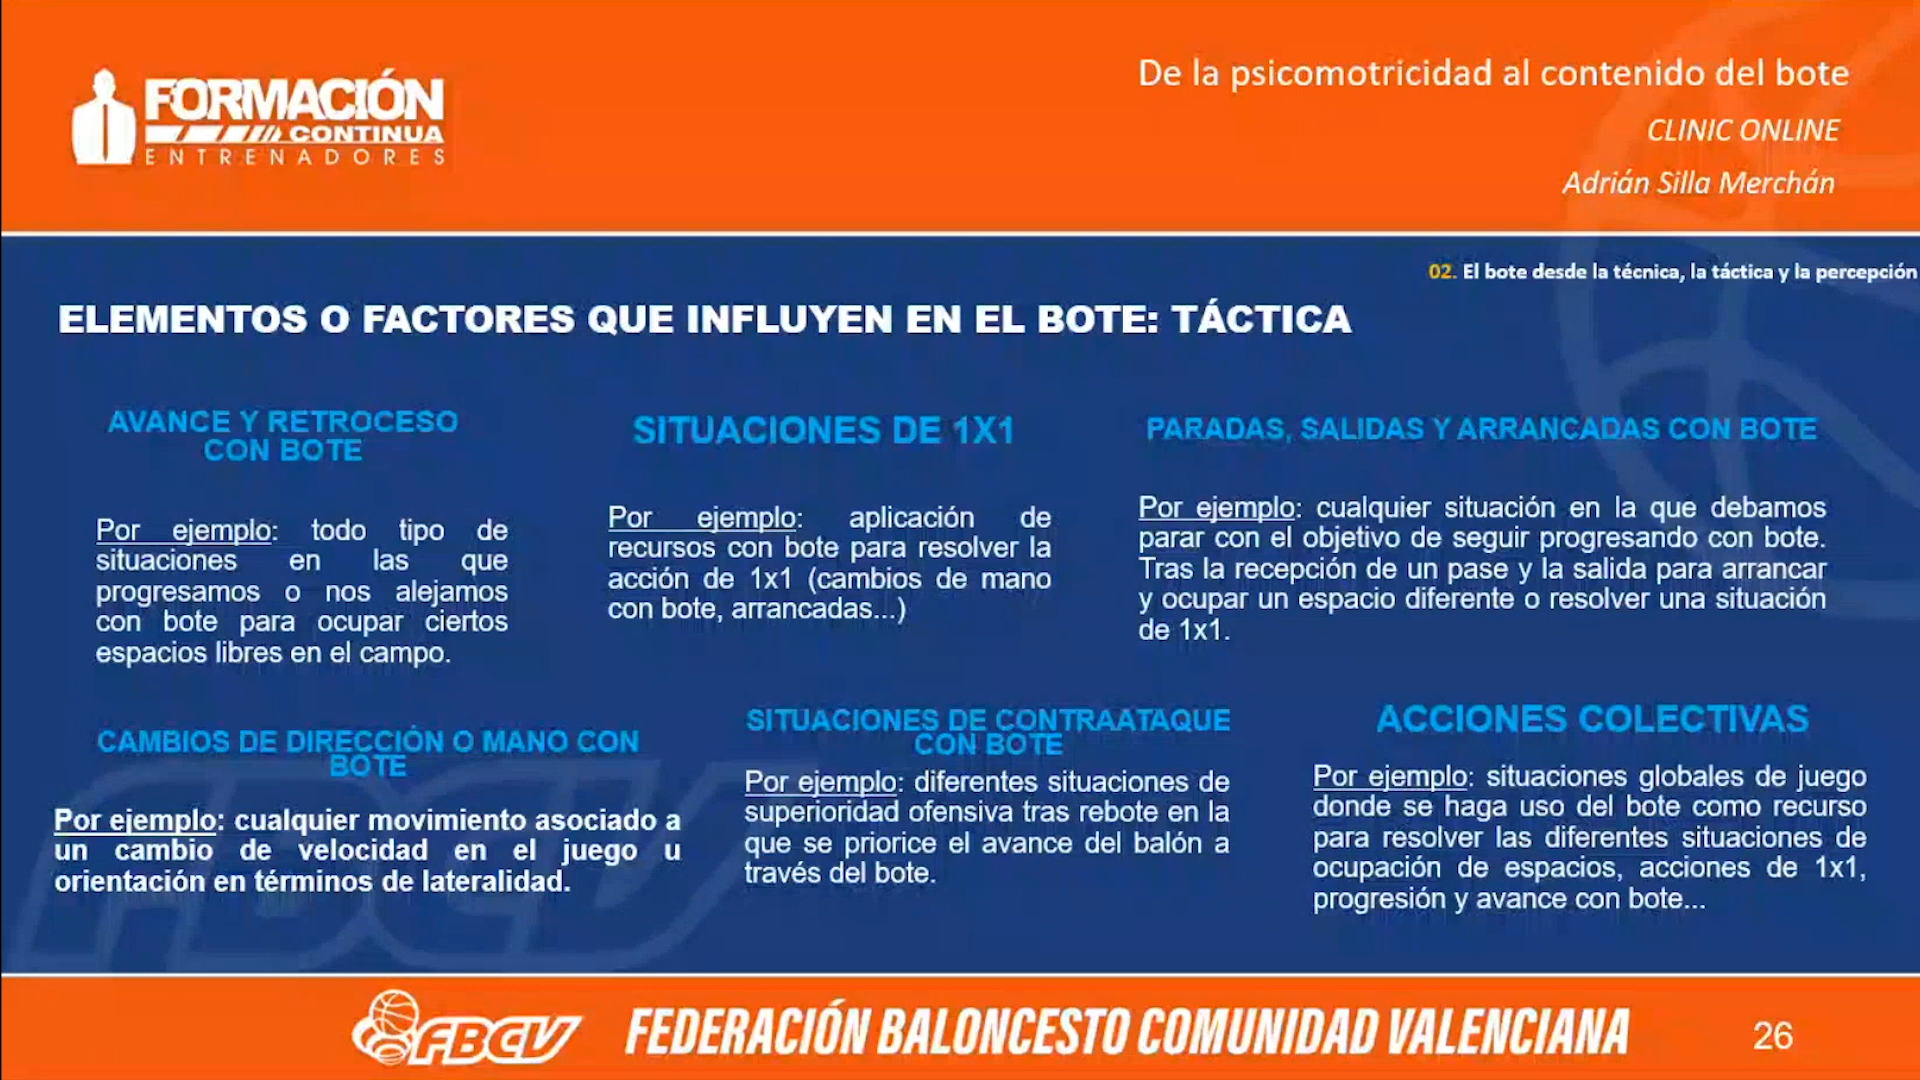 FORMACIÓN
CONTINUA
ENTRENADORES
De la psicomotricidad al contenido del bote
CLINIC ONLINE
Adrián Silla Merchán
02. El bote desde la técnica, la táctica y la percepción
ELEMENTOS O FACTORES QUE INFLUYEN EN EL BOTE: TÁCTICA
AVANCE Y RETROCESO
CON BOTE
Por ejemplo: todo tipo de
situaciones en las que
progresamos o nos alejamos
con bote para ocupar ciertos
espacios libres en el campo.
SITUACIONES DE 1X1
Por ejemplo: aplicación de
recursos con bote para resolver la
acción de 1x1 (cambios de mano
con bote, arrancadas...)
PARADAS, SALIDAS Y ARRANCADAS CON BOTE
Por ejemplo: cualquier situación en la que debamos
parar con el objetivo de seguir progresando con bote.
Tras la recepción de un pase y la salida para arrancar
y ocupar un espacio diferente o resolver una situación
de 1x1.
CAMBIOS DE DIRECCIÓN O MANO CON
BOTE
Por ejemplo: cualquier movimiento asociado a
un cambio de velocidad en el juego u
orientación en términos de lateralidad.
SITUACIONES DE CONTRAATAQUE
CON BOTE
Por ejemplo: diferentes situaciones de
superioridad ofensiva tras rebote en la
que se priorice el avance del balón a
través del bote.
ACCIONES COLECTIVAS
Por ejemplo: situaciones globales de juego
donde se haga uso del bote como recurso
para resolver las diferentes situaciones de
ocupación de espacios, acciones de 1x1,
progresión y avance con bote...
FBCV
FBCV
FEDERACIÓN BALONCESTO COMUNIDAD VALENCIANA
26